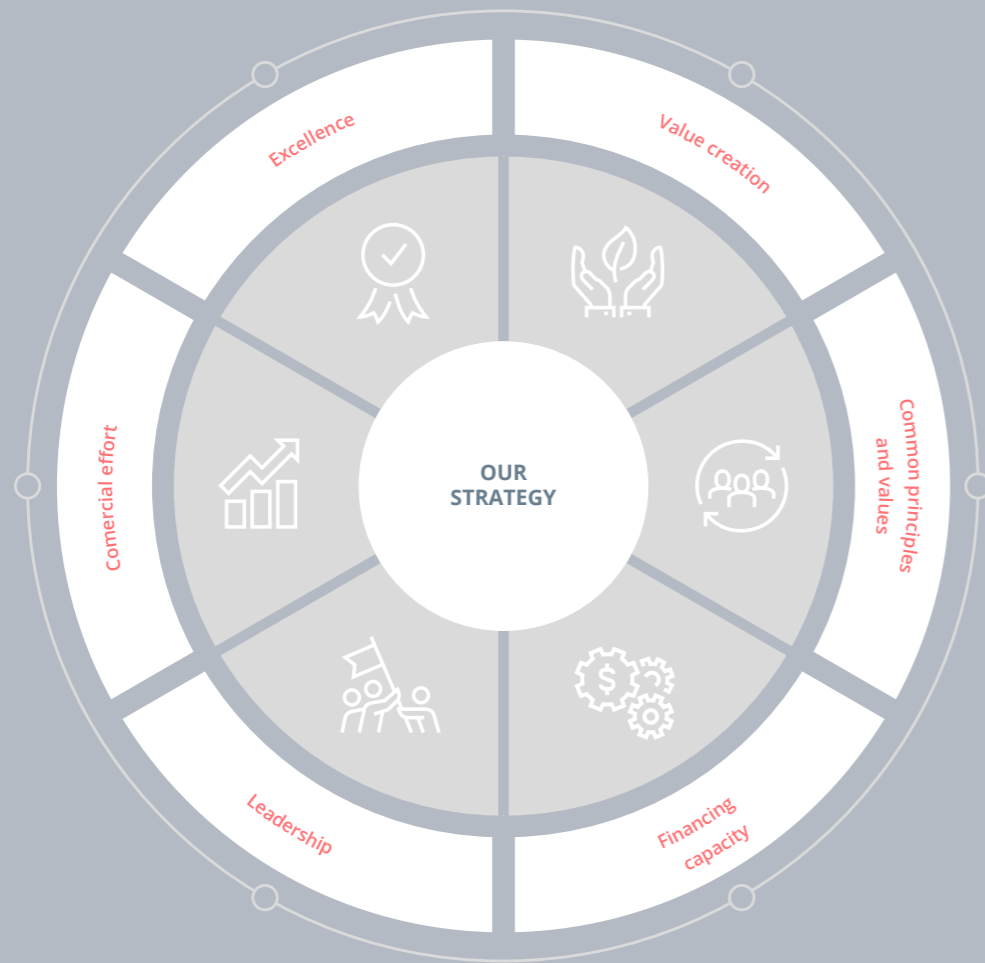 Excellence
Value creation
Comercial effort
OUR
STRATEGY
Common principles
and values
Leadership
Financing
capacity
$